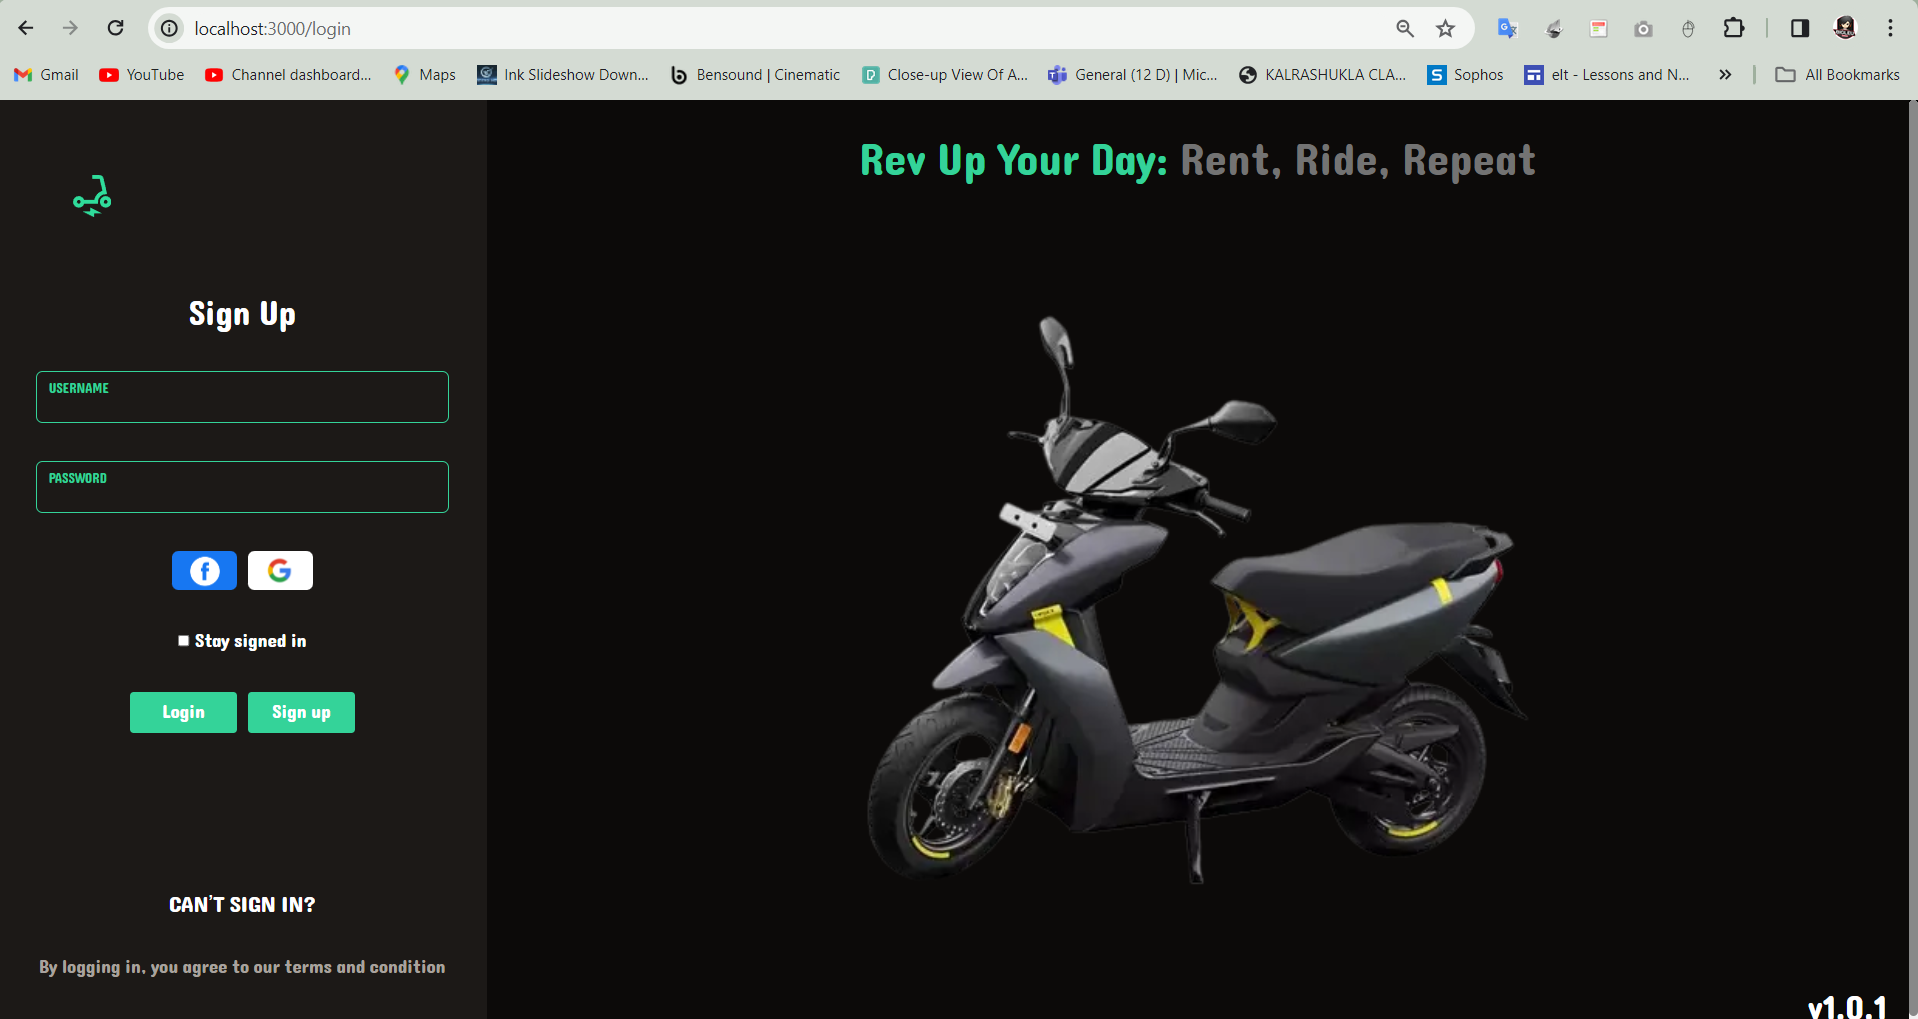 localhost:3000/login
Gmail YouTube Channel dashboard... Maps Ink Slideshow Down... Bensound | Cinematic Close-up View Of A... General (12 D) | Mic... KALRASHUKLA CLA... Sophos elt - Lessons and N... » All Bookmarks
Rev Up Your Day: Rent, Ride, Repeat
Sign Up
USERNAME
PASSWORD
Stay signed in
Login Sign up
CAN'T SIGN IN?
By logging in, you agree to our terms and condition
v1.0.1